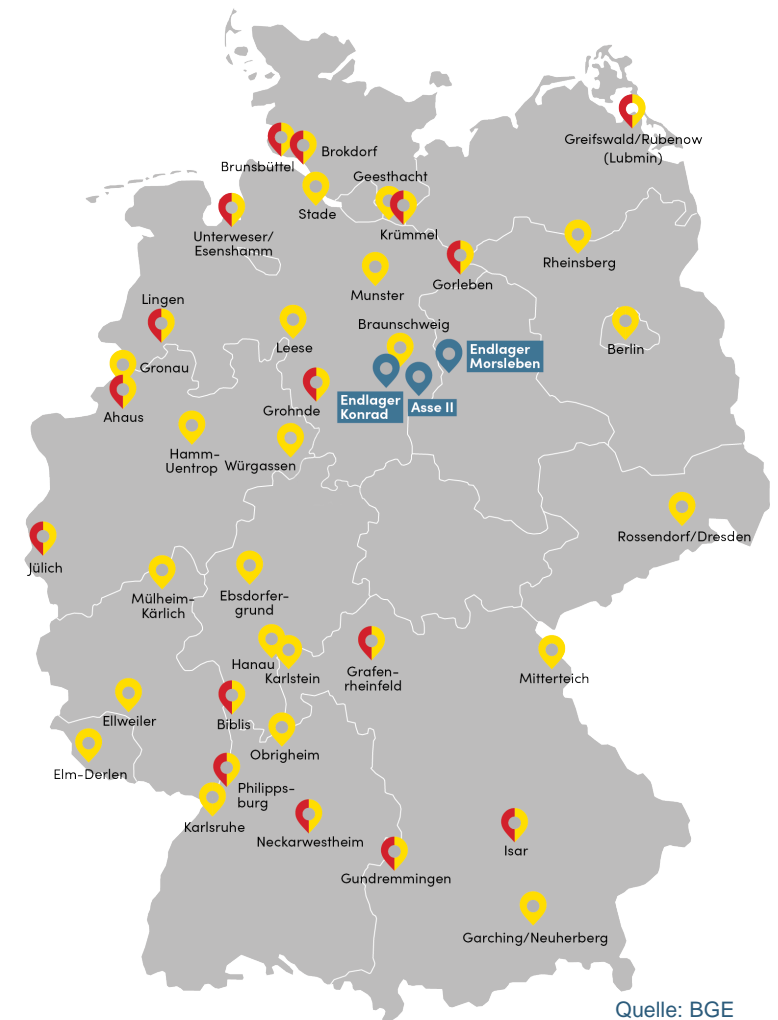 Greifswald/Rubenow
(Lubmin)
Brokdorf
Brunsbüttel
Geesthacht
Stade
Krümmel
Unterweser/
Esenshamm
Rheinsberg
Gorleben
Munster
Lingen
Braunschweig
Leese
Berlin
Endlager
Morsleben
Gronau
Endlager
Konrad
Asse II
Grohnde
Ahaus
Hamm-
Uentrop
Würgassen
Rossendorf/Dresden
Jülich
Mülheim-
Kärlich
Ebsdorfer-
grund
Hanau
Karlstein
Grafen-
rheinfeld
Mitterteich
Ellweiler
Biblis
Obrigheim
Elm-Derlen
Philipps-
burg
Karlsruhe
Neckarwestheim
Isar
Gundremmingen
Garching/Neuherberg
Quelle: BGE